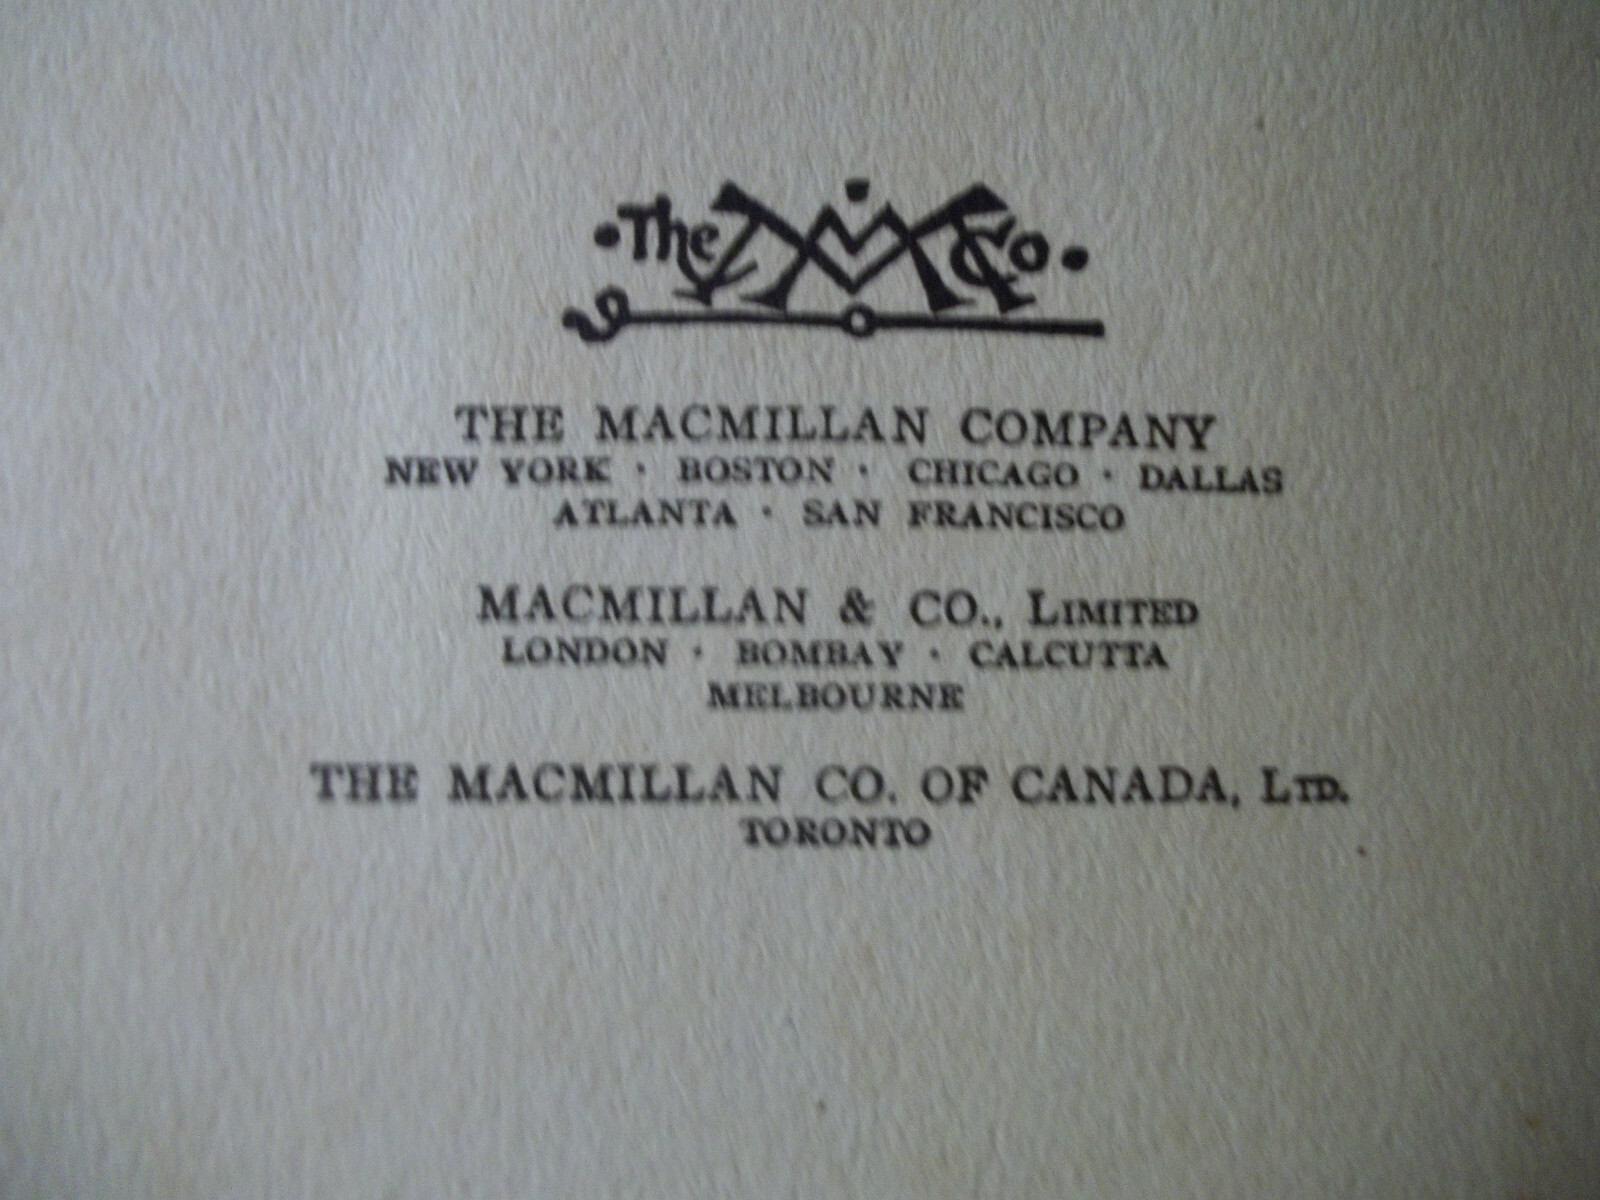 The MM Co
THE MACMILLAN COMPANY
NEW YORK · BOSTON · CHICAGO · DALLAS
ATLANTA · SAN FRANCISCO
MACMILLAN & CO., LIMITED
LONDON · BOMBAY · CALCUTTA
MELBOURNE
THE MACMILLAN CO. OF CANADA, LTD.
TORONTO